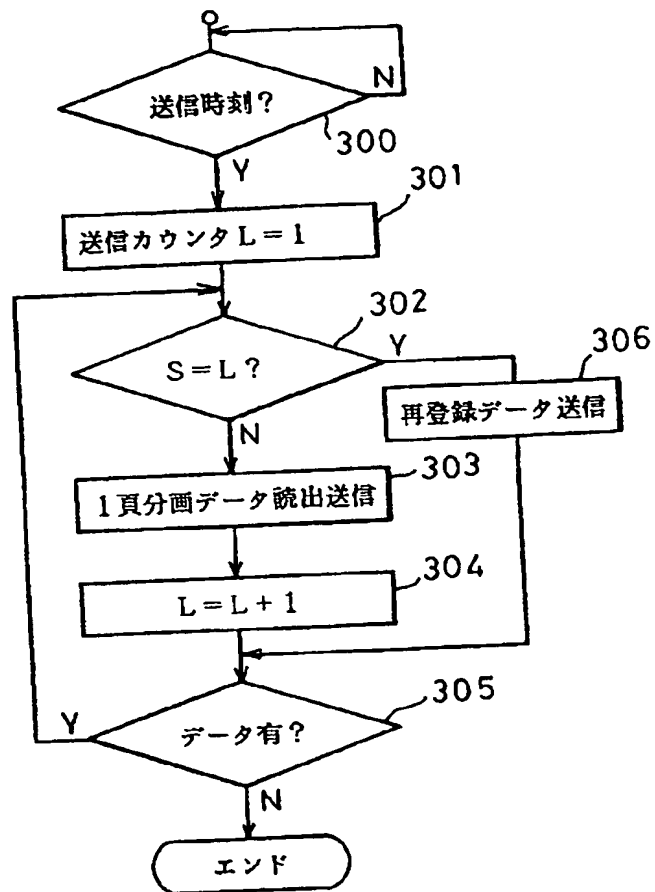 N
送信時刻?
300
Y
301
送信カウンタL=1
302
S=L?
Y
306
再登録データ送信
N
303
1頁分画データ読出送信
304
L=L+1
305
Y
データ有?
N
エンド